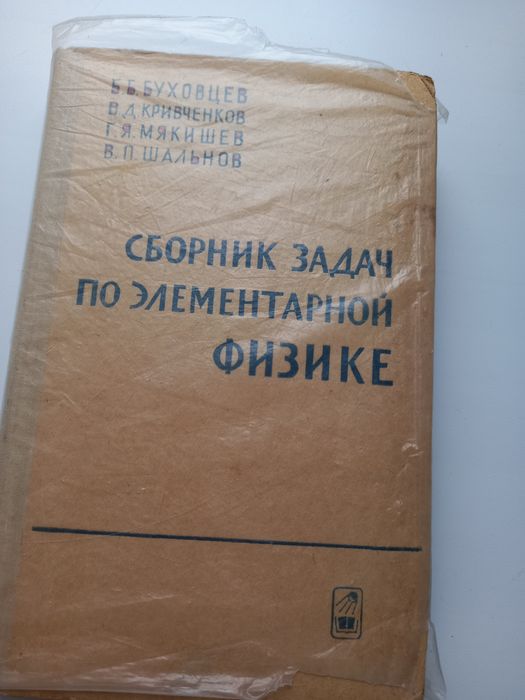 Б.Б.БУХОВЦЕВ
В.Д.КРИВЧЕНКОВ
Г.Я.МЯКИШЕВ
В.П.ШАЛЬНОВ
СБОРНИК ЗАДАЧ
ПО ЭЛЕМЕНТАРНОЙ
ФИЗИКЕ